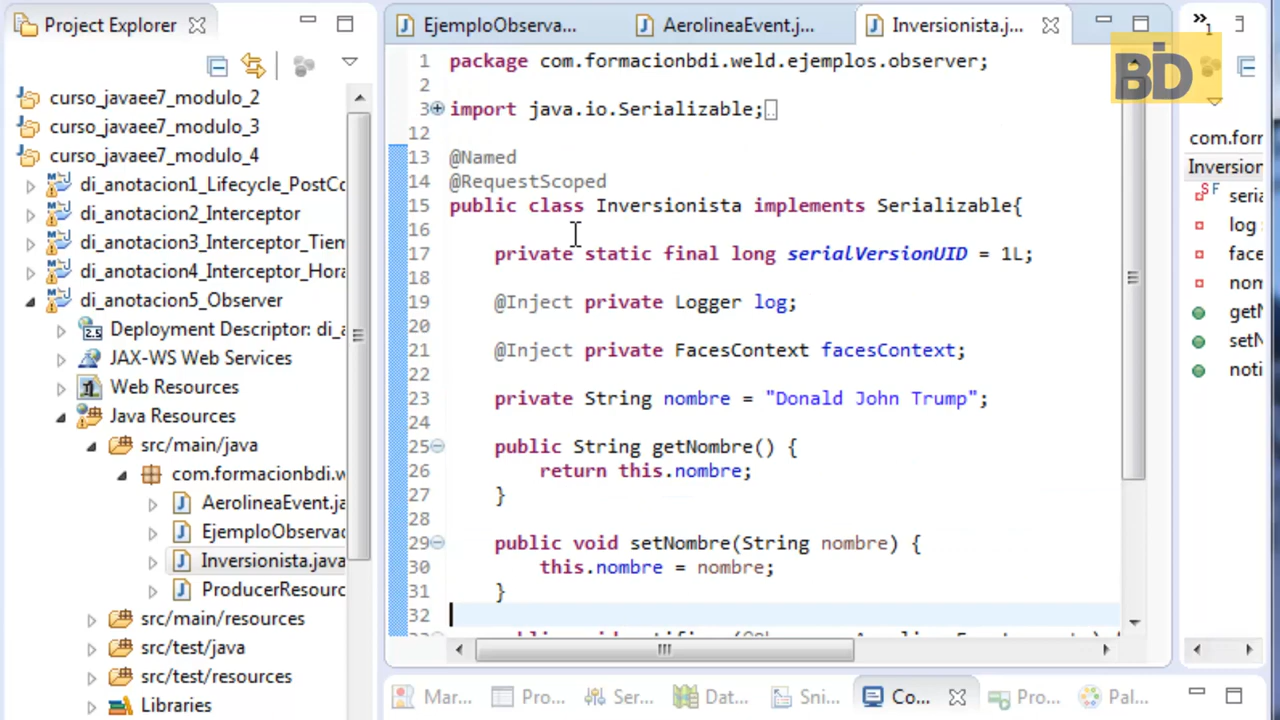 Project Explorer
curso_javaee7_modulo_2
curso_javaee7_modulo_3
curso_javaee7_modulo_4
di_anotacion1_Lifecycle_PostCo
di_anotacion2_Interceptor
di_anotacion3_Interceptor_Tiem
di_anotacion4_Interceptor_Hora
di_anotacion5_Observer
Deployment Descriptor: di_a
JAX-WS Web Services
Web Resources
Java Resources
src/main/java
com.formacionbdi.w
AerolineaEvent.ja
EjemploObservad
Inversionista.java
ProducerResourc
src/main/resources
src/test/java
src/test/resources
Libraries
EjemploObserva...
AerolineaEvent.j...
Inversionista.j...
1 package com.formacionbdi.weld.ejemplos.observer;
2
3 import java.io.Serializable;
12
13 @Named
14 @RequestScoped
15 public class Inversionista implements Serializable{
16
17 private static final long serialVersionUID = 1L;
18
19 @Inject private Logger log;
20
21 @Inject private FacesContext facesContext;
22
23 private String nombre = "Donald John Trump";
24
25 public String getNombre() {
26 return this.nombre;
27 }
28
29 public void setNombre(String nombre) {
30 this.nombre = nombre;
31 }
32
BD
1
com.forr
Inversion
seria
log
face
nom
getN
setN
noti
Mar...
Pro...
Ser...
Dat...
Sni...
Co...
Pro...
Pal...